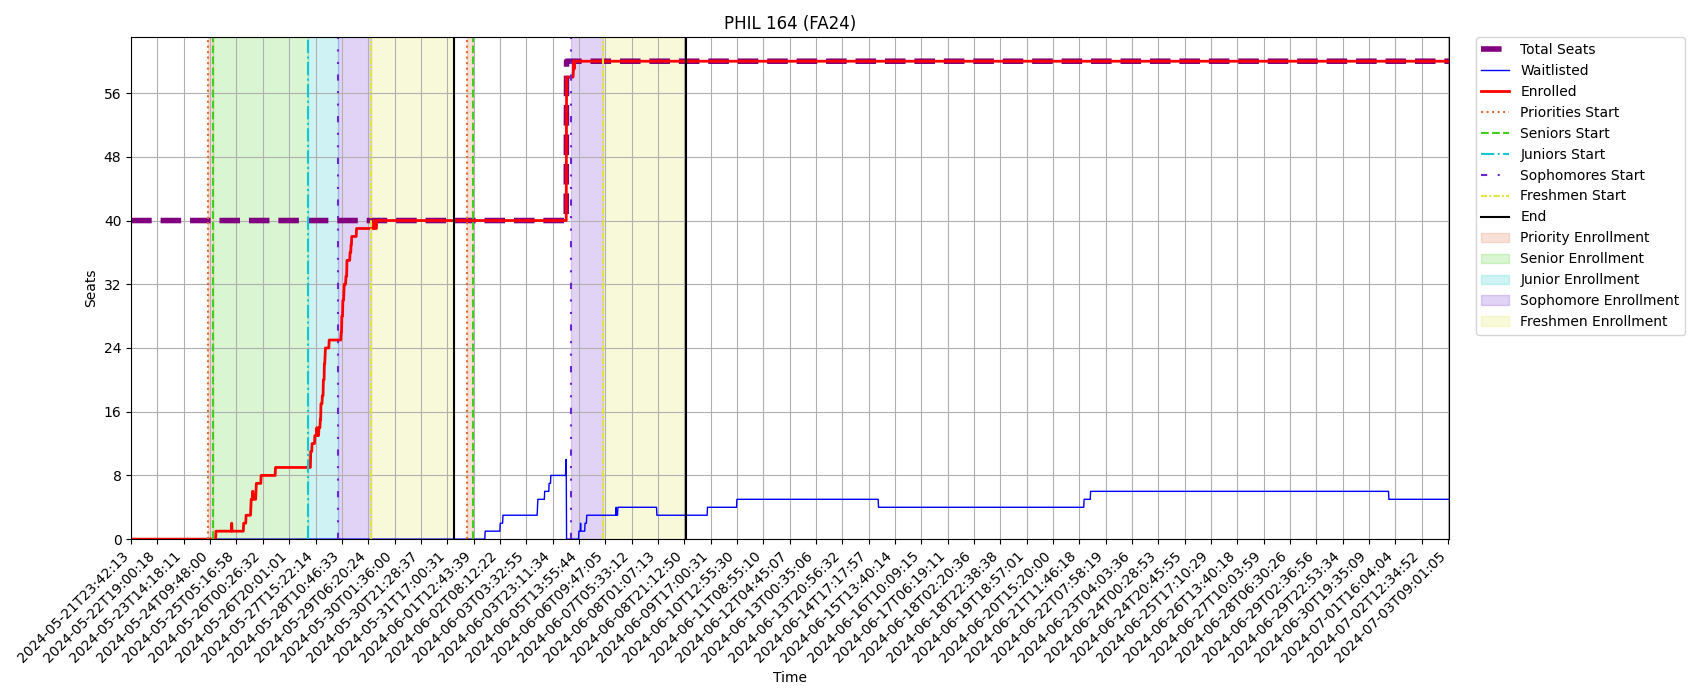 PHIL 164 (FA24)
Total Seats
Waitlisted
Enrolled
Priorities Start
Seniors Start
Juniors Start
Sophomores Start
Freshmen Start
End
Priority Enrollment
Senior Enrollment
Junior Enrollment
Sophomore Enrollment
Freshmen Enrollment
Seats
56
48
40
32
24
16
8
0
2024-05-21T23:42:13
2024-05-22T19:00:18
2024-05-23T14:18:11
2024-05-24T09:48:00
2024-05-25T05:16:58
2024-05-26T00:26:32
2024-05-26T20:01:01
2024-05-27T15:22:14
2024-05-28T10:46:33
2024-05-29T06:20:24
2024-05-30T01:36:00
2024-05-30T21:28:37
2024-05-31T17:00:31
2024-06-01T12:43:39
2024-06-02T08:12:22
2024-06-03T03:32:55
2024-06-03T23:11:34
2024-06-05T13:55:44
2024-06-06T09:47:05
2024-06-07T05:33:12
2024-06-08T01:07:13
2024-06-08T21:12:50
2024-06-09T17:00:31
2024-06-10T12:55:30
2024-06-11T08:55:10
2024-06-12T04:45:07
2024-06-13T00:35:06
2024-06-13T20:56:32
2024-06-14T17:17:57
2024-06-15T13:40:14
2024-06-16T10:09:15
2024-06-17T06:19:11
2024-06-18T02:20:36
2024-06-18T22:38:38
2024-06-19T18:57:01
2024-06-20T15:20:00
2024-06-21T11:46:18
2024-06-22T07:58:19
2024-06-23T04:03:36
2024-06-24T00:28:53
2024-06-24T20:45:55
2024-06-25T17:10:29
2024-06-26T13:40:18
2024-06-27T10:03:59
2024-06-28T06:30:26
2024-06-29T02:36:56
2024-06-29T22:53:34
2024-06-30T19:35:09
2024-07-01T16:04:04
2024-07-02T12:34:52
2024-07-03T09:01:05
Time